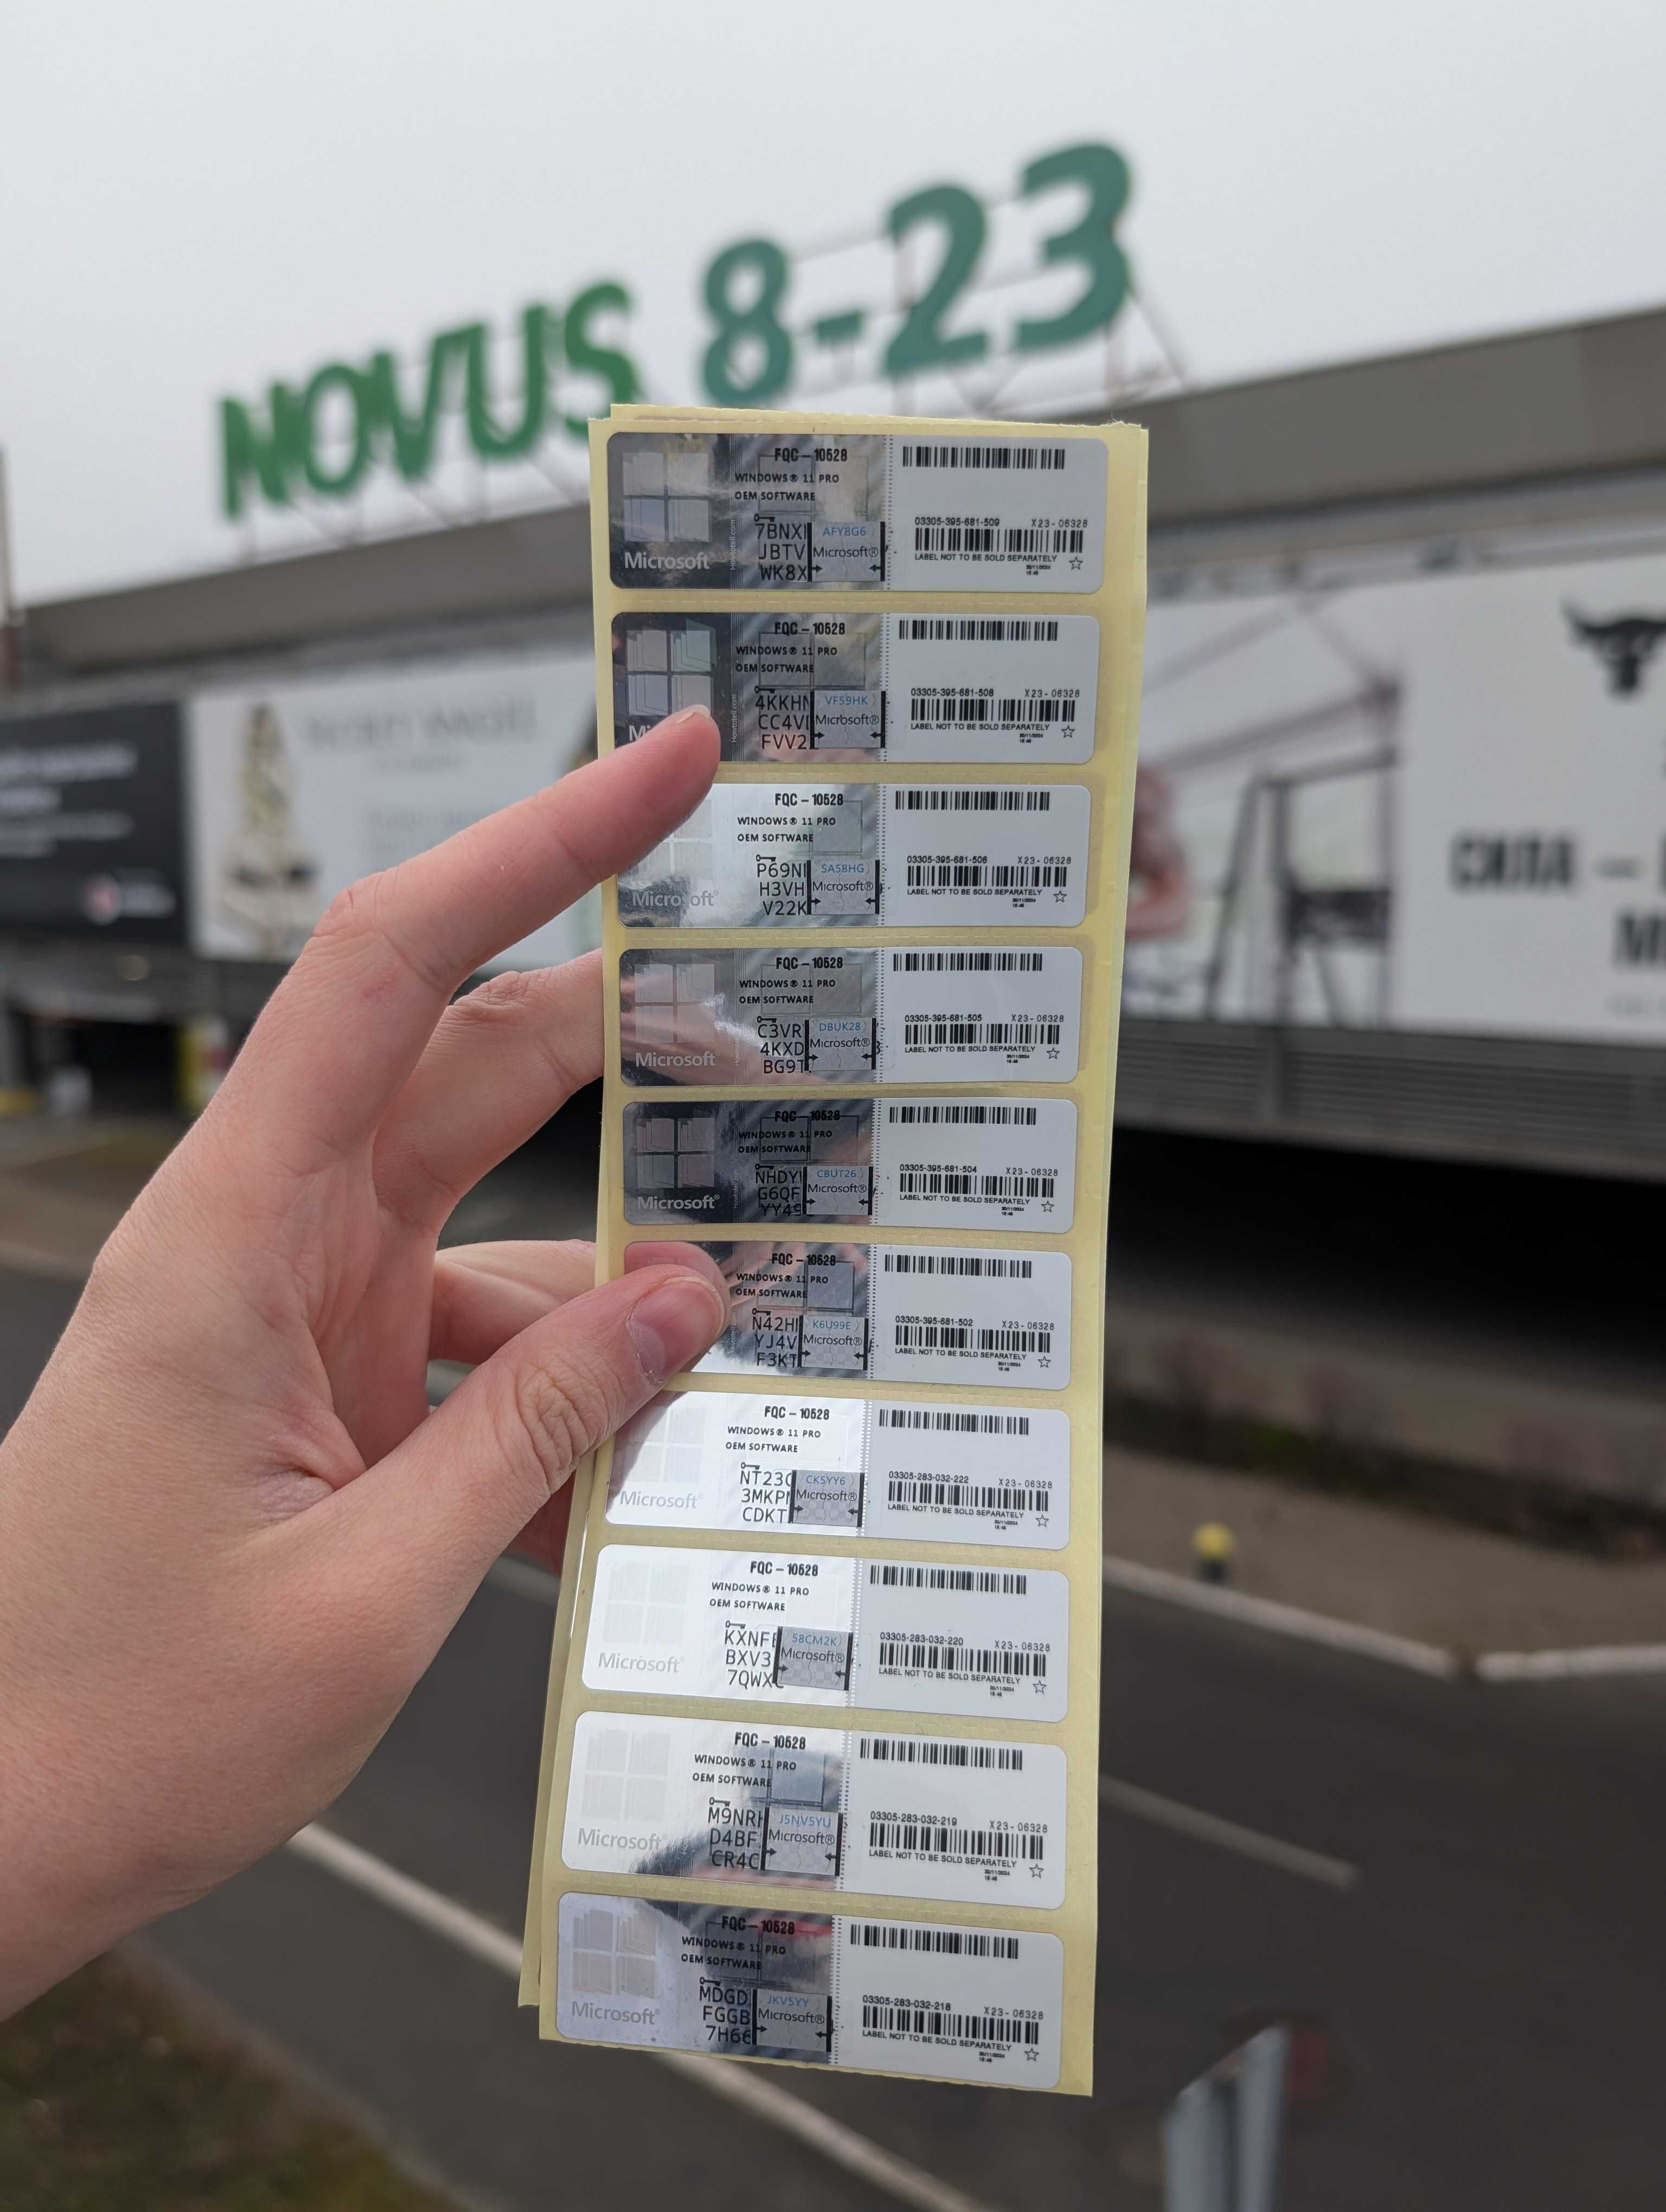 NOVUS 8-23
FQC-10528
WINDOWS® 11 PRO
OEM SOFTWARE
7BNX
JBTV
WK8X
AFY8G6
Microsoft®
Microsoft
03305-395-681-509 X23-06328
LABEL NOT TO BE SOLD SEPARATELY
FQC-10528
WINDOWS® 11 PRO
OEM SOFTWARE
4KKHN
CC4V
FVV2
VF59HK
Microsoft®
03305-395-681-508 X23-06328
LABEL NOT TO BE SOLD SEPARATELY
FQC-10528
WINDOWS® 11 PRO
OEM SOFTWARE
P69N
H3VH
V22K
SA58HG
Microsoft®
Microsoft®
03305-395-681-506 X23-06328
LABEL NOT TO BE SOLD SEPARATELY
FQC-10528
WINDOWS® 11 PRO
OEM SOFTWARE
C3VR
4KXD
BG9T
DBUK28
Microsoft®
Microsoft
03305-395-681-505 X23-06328
LABEL NOT TO BE SOLD SEPARATELY
FQC-10528
WINDOWS® 11 PRO
OEM SOFTWARE
NHDY
G6QF
YY49
CBUT26
Microsoft®
Microsoft®
03305-395-681-504 X23-06328
LABEL NOT TO BE SOLD SEPARATELY
FQC-10528
WINDOWS® 11 PRO
OEM SOFTWARE
N42H
YJ4V
F3KT
K6U99E
Microsoft®
03305-395-681-502 X23-06328
LABEL NOT TO BE SOLD SEPARATELY
FQC-10528
WINDOWS® 11 PRO
OEM SOFTWARE
NT23
3MKP
CDKT
CK5YY6
Microsoft®
Microsoft®
03305-283-032-222 X23-06328
LABEL NOT TO BE SOLD SEPARATELY
FQC-10528
WINDOWS® 11 PRO
OEM SOFTWARE
KXNF
BXV3
7QWX
58CM2K
Microsoft®
Microsoft®
03305-283-032-220 X23-06328
LABEL NOT TO BE SOLD SEPARATELY
FQC-10528
WINDOWS® 11 PRO
OEM SOFTWARE
M9NR
D4BF
CR4C
J5NV5YU
Microsoft®
Microsoft®
03305-283-032-219 X23-06328
LABEL NOT TO BE SOLD SEPARATELY
FQC-10528
WINDOWS® 11 PRO
OEM SOFTWARE
MDGD
FGGB
7H66
JKV5YY
Microsoft®
Microsoft®
03305-283-032-218 X23-06328
LABEL NOT TO BE SOLD SEPARATELY
СИЛА —